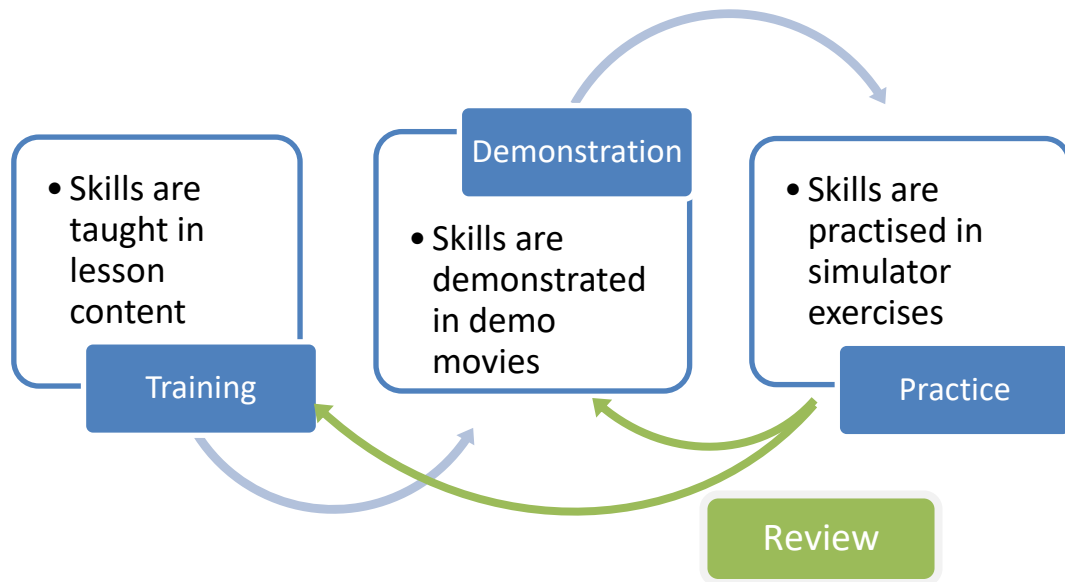 • Skills are
taught in
lesson
content
Training
Demonstration
• Skills are
demonstrated
in demo
movies
• Skills are
practised in
simulator
exercises
Practice
Review